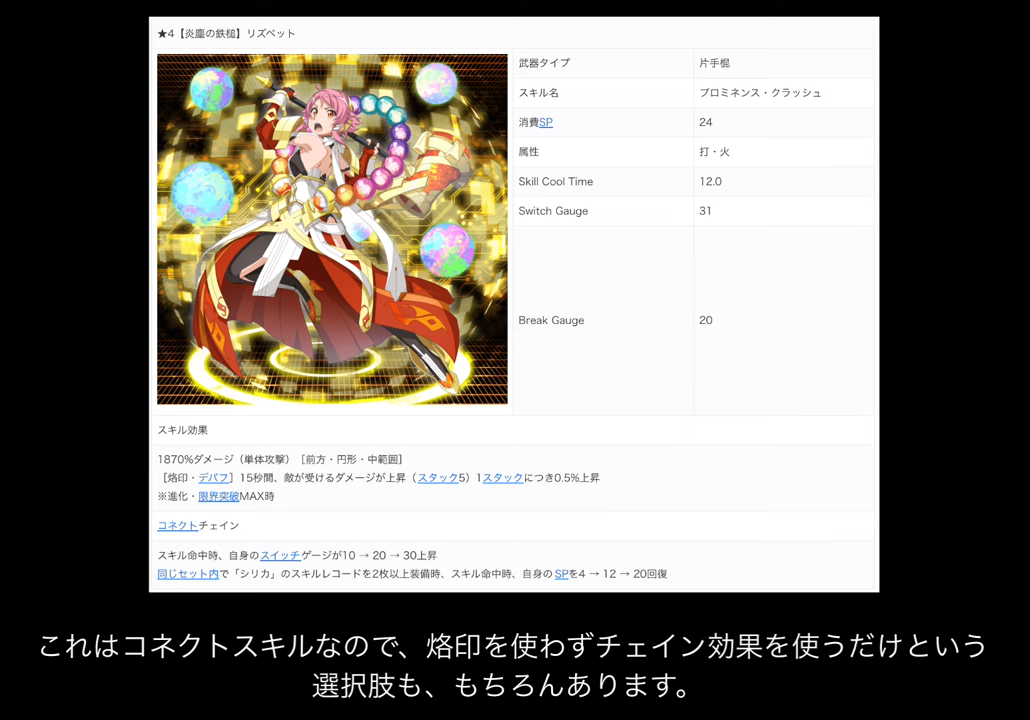 ★4【炎塵の鉄槌】リズベット
武器タイプ 片手棍
スキル名 プロミネンス・クラッシュ
消費SP 24
属性 打・火
Skill Cool Time 12.0
Switch Gauge 31
Break Gauge 20
スキル効果
1870%ダメージ（単体攻撃）［前方・円形・中範囲］
［烙印・デバフ］15秒間、敵が受けるダメージが上昇（スタック5）1スタックにつき0.5%上昇
※進化・限界突破MAX時
コネクトチェイン
スキル命中時、自身のスイッチゲージが10 → 20 → 30上昇
同じセット内で「シリカ」のスキルレコードを2枚以上装備時、スキル命中時、自身のSPを4 → 12 → 20回復
これはコネクトスキルなので、烙印を使わずチェイン効果を使うだけという
選択肢も、もちろんあります。